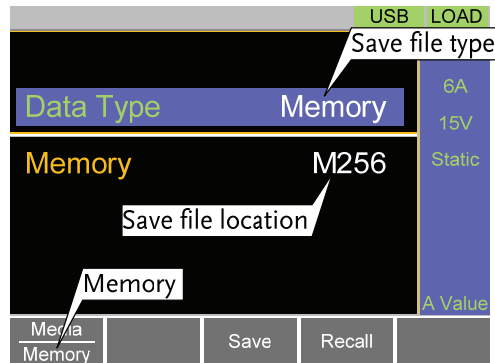 USB LOAD
Save file type
6A
Data Type Memory
15V
Memory M256
Static
Save file location
Memory
A Value
Media
Memory
Save
Recall